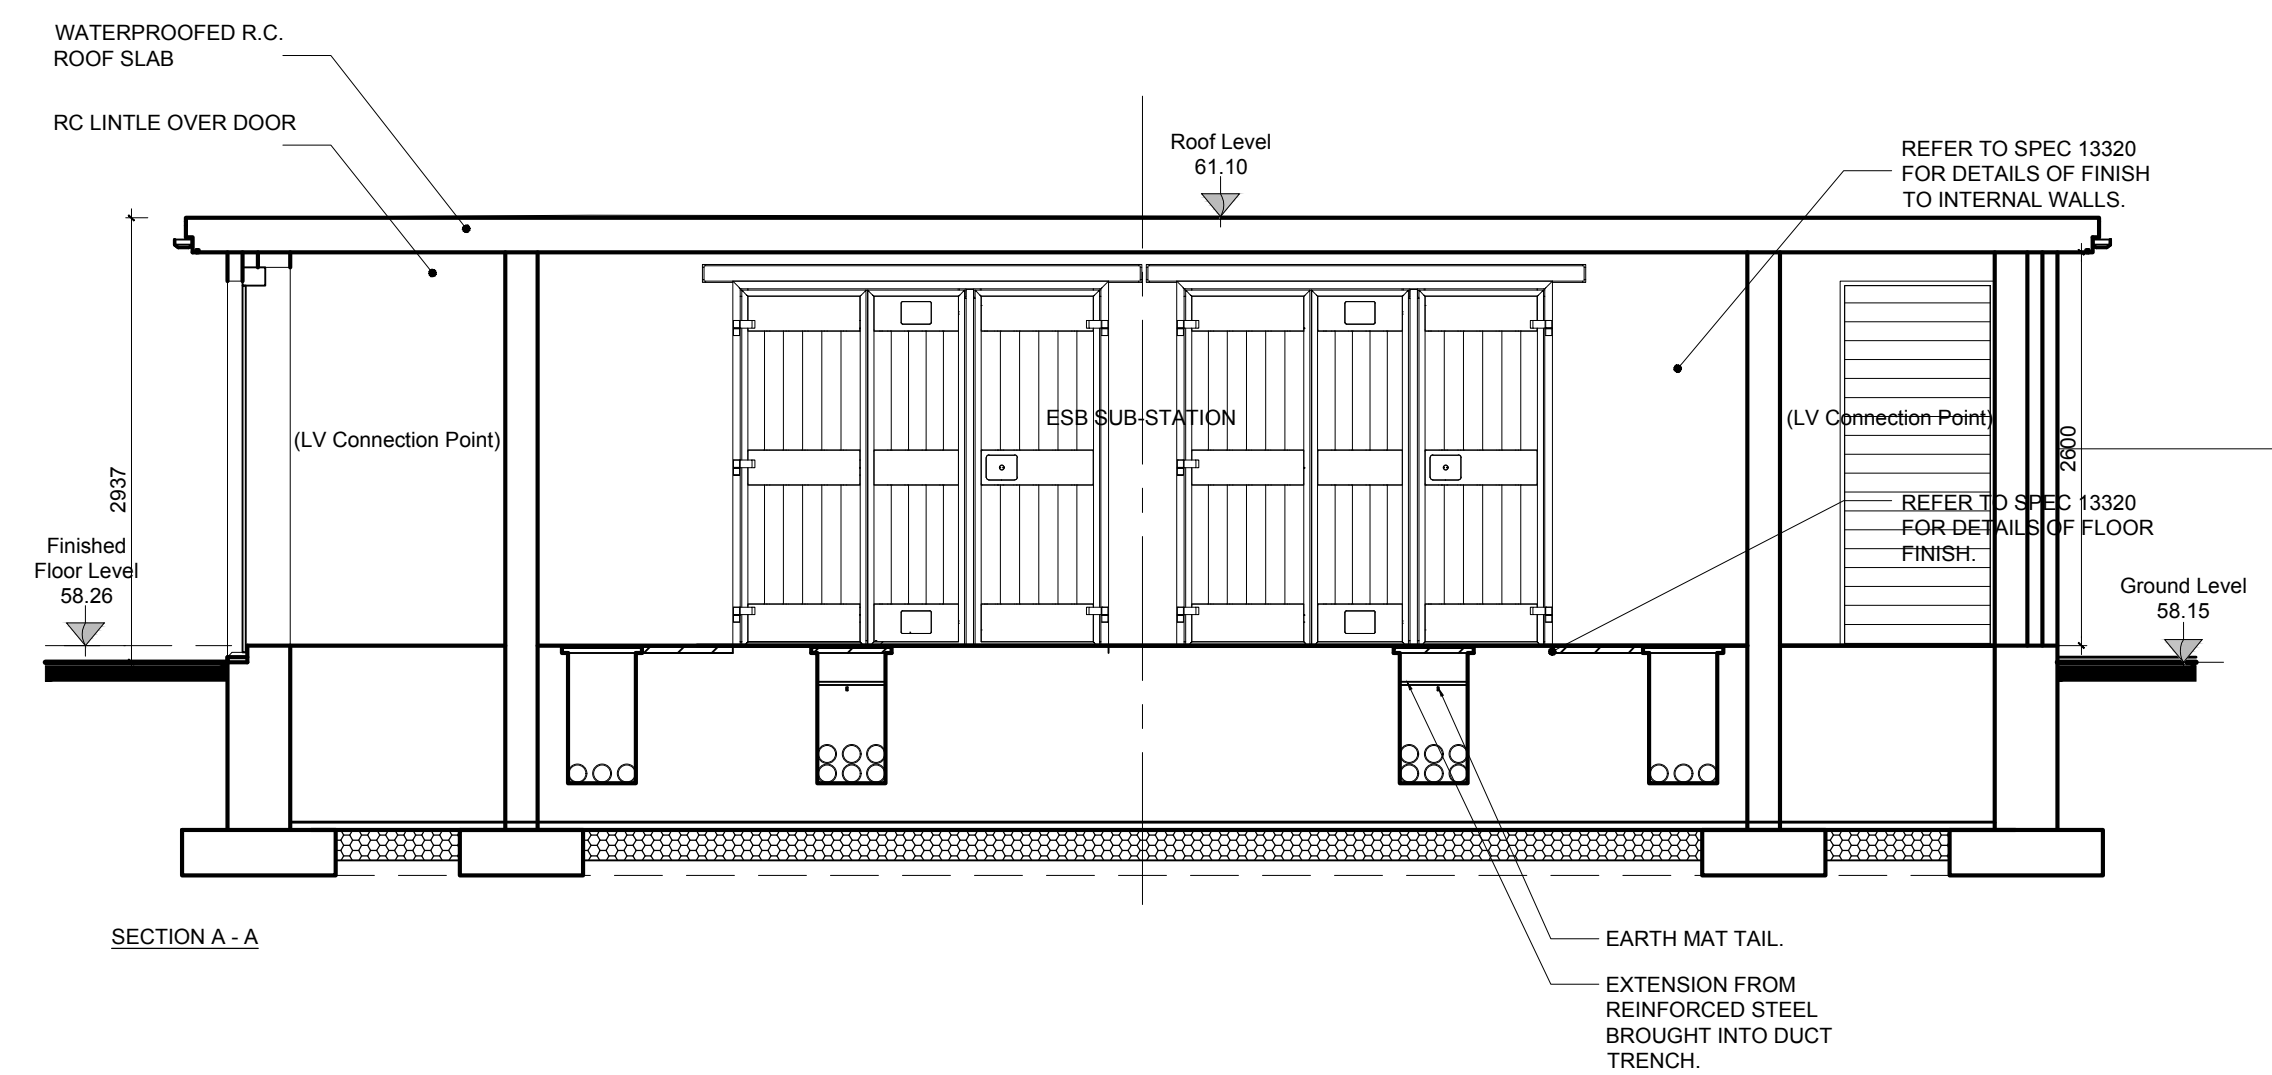 WATERPROOFED R.C.
ROOF SLAB
RC LINTLE OVER DOOR
Roof Level
61.10
REFER TO SPEC 13320
FOR DETAILS OF FINISH
TO INTERNAL WALLS.
ESB SUB-STATION
(LV Connection Point)
(LV Connection Point)
2937
2600
Finished
Floor Level
58.26
REFER TO SPEC 13320
FOR DETAILS OF FLOOR
FINISH.
Ground Level
58.15
SECTION A - A
EARTH MAT TAIL.
EXTENSION FROM
REINFORCED STEEL
BROUGHT INTO DUCT
TRENCH.